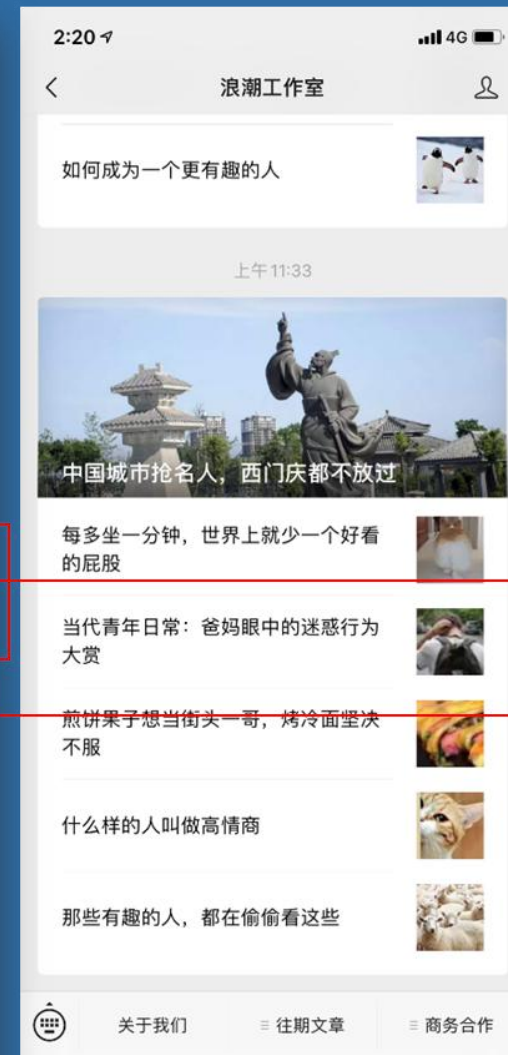 2:20
4G
浪潮工作室
如何成为一个更有趣的人
上午11:33
中国城市抢名人，西门庆都不放过
每多坐一分钟，世界上就少一个好看
的屁股
当代青年日常：爸妈眼中的迷惑行为
大赏
煎饼果子想当街头一哥，烤冷面坚决
不服
什么样的人叫做高情商
那些有趣的人，都在偷偷看这些
关于我们
往期文章
商务合作